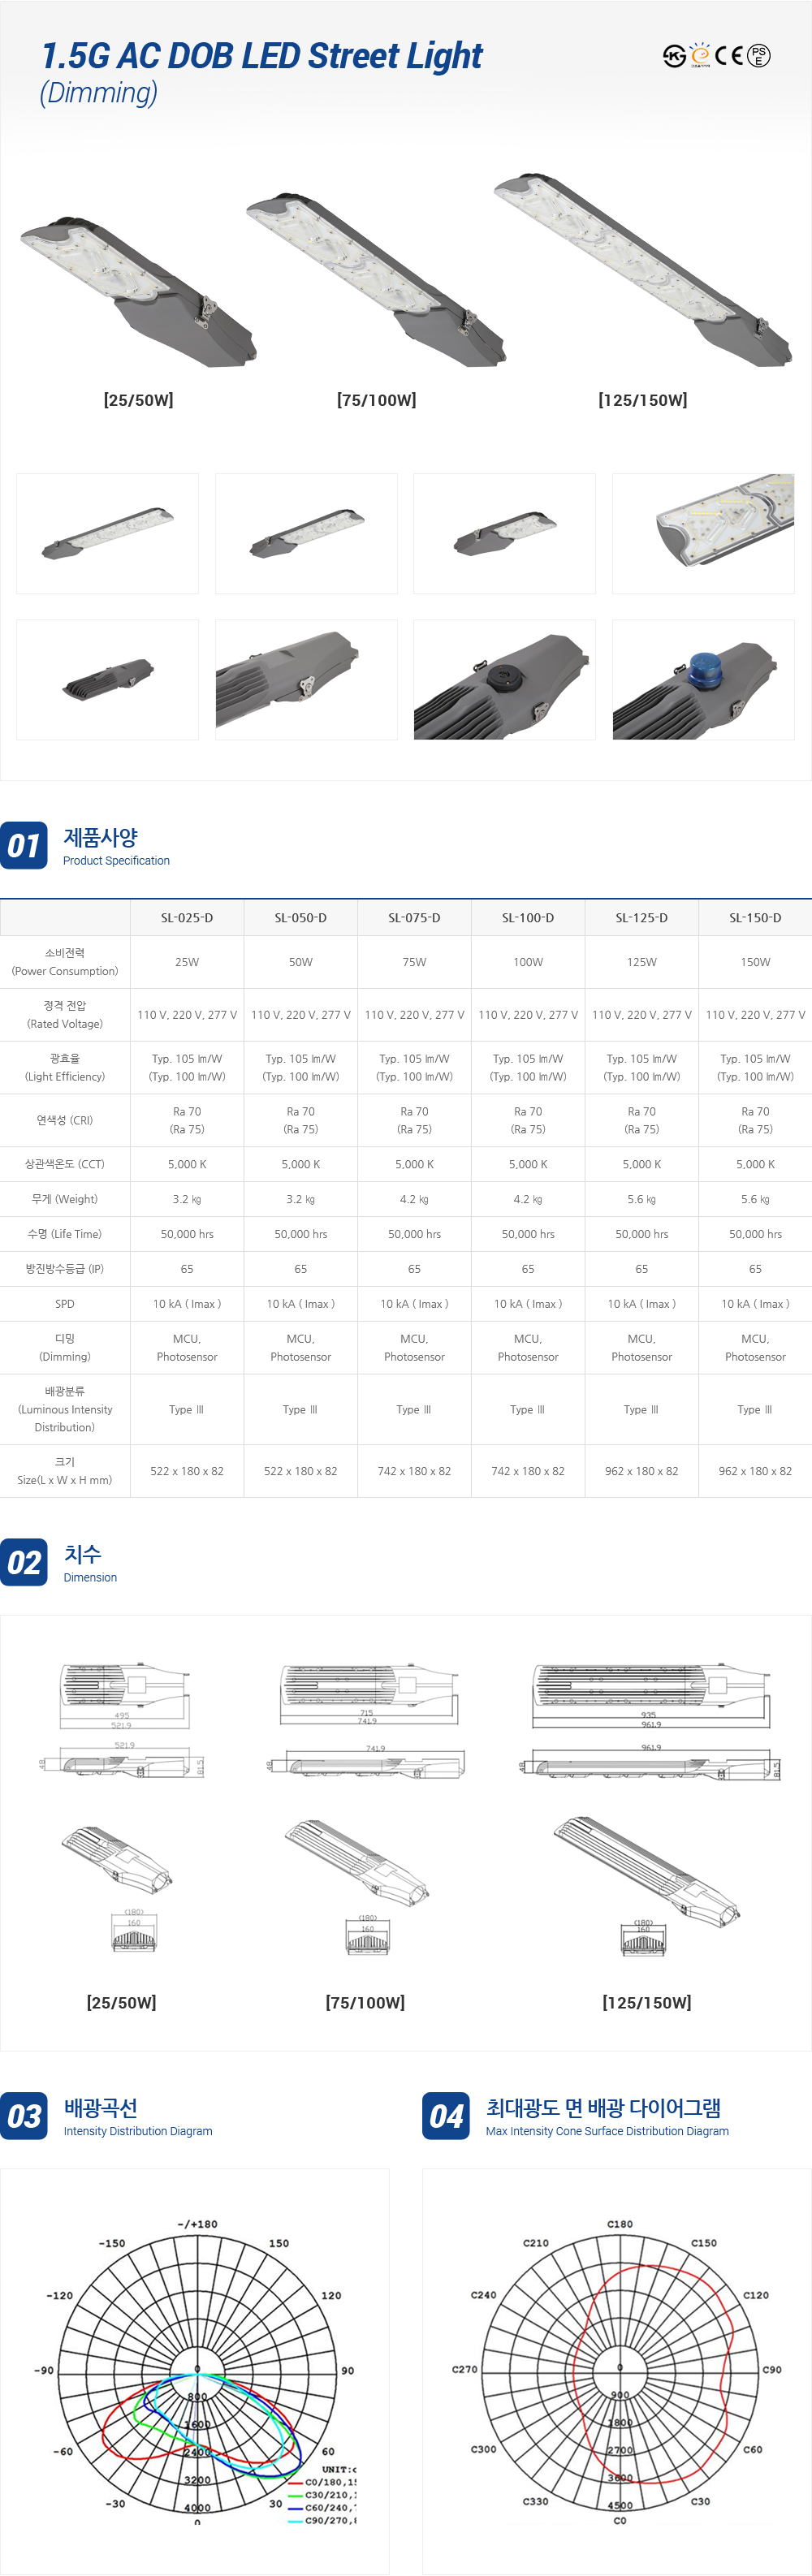 1.5G AC DOB LED Street Light
(Dimming)
PS
E
[25/50W] [75/100W] [125/150W]
01 제품사양
Product Specification
SL-025-D SL-050-D SL-075-D SL-100-D SL-125-D SL-150-D
소비전력
(Power Consumption)
25W 50W 75W 100W 125W 150W
정격 전압
(Rated Voltage)
110 V, 220 V, 277 V 110 V, 220 V, 277 V 110 V, 220 V, 277 V 110 V, 220 V, 277 V 110 V, 220 V, 277 V 110 V, 220 V, 277 V
광효율
(Light Efficiency)
Typ. 105 ㏐/W Typ. 105 ㏐/W Typ. 105 ㏐/W Typ. 105 ㏐/W Typ. 105 ㏐/W Typ. 105 ㏐/W
(Typ. 100 ㏐/W) (Typ. 100 ㏐/W) (Typ. 100 ㏐/W) (Typ. 100 ㏐/W) (Typ. 100 ㏐/W) (Typ. 100 ㏐/W)
연색성 (CRI)
Ra 70 Ra 70 Ra 70 Ra 70 Ra 70 Ra 70
(Ra 75) (Ra 75) (Ra 75) (Ra 75) (Ra 75) (Ra 75)
상관색온도 (CCT) 5,000 K 5,000 K 5,000 K 5,000 K 5,000 K 5,000 K
무게 (Weight) 3.2 ㎏ 3.2 ㎏ 4.2 ㎏ 4.2 ㎏ 5.6 ㎏ 5.6 ㎏
수명 (Life Time) 50,000 hrs 50,000 hrs 50,000 hrs 50,000 hrs 50,000 hrs 50,000 hrs
방진방수등급 (IP) 65 65 65 65 65 65
SPD 10 kA ( Imax ) 10 kA ( Imax ) 10 kA ( Imax ) 10 kA ( Imax ) 10 kA ( Imax ) 10 kA ( Imax )
디밍
(Dimming)
MCU, MCU, MCU, MCU, MCU, MCU,
Photosensor Photosensor Photosensor Photosensor Photosensor Photosensor
배광분류
(Luminous Intensity
Distribution)
Type Ⅲ Type Ⅲ Type Ⅲ Type Ⅲ Type Ⅲ Type Ⅲ
크기
Size(L x W x H mm)
522 x 180 x 82 522 x 180 x 82 742 x 180 x 82 742 x 180 x 82 962 x 180 x 82 962 x 180 x 82
02 치수
Dimension
495 715 935
521.9 741.9 961.9
521.9 741.9 961.9
48 81.5 48 48 81.5
(180) (180) (180)
160 160 160
[25/50W] [75/100W] [125/150W]
03 배광곡선
Intensity Distribution Diagram
-/+180
-150 150
-120 120
-90 0 90
800
1600
-60 2400 60
3200
-30 4000 30
0
UNIT:c
C0/180,15
C30/210,1
C60/240,7
C90/270,8
04 최대광도 면 배광 다이어그램
Max Intensity Cone Surface Distribution Diagram
C180
C210 C150
C240 C120
C270 0 C90
900
1800
C300 2700 C60
3600
C330 4500 C30
C0